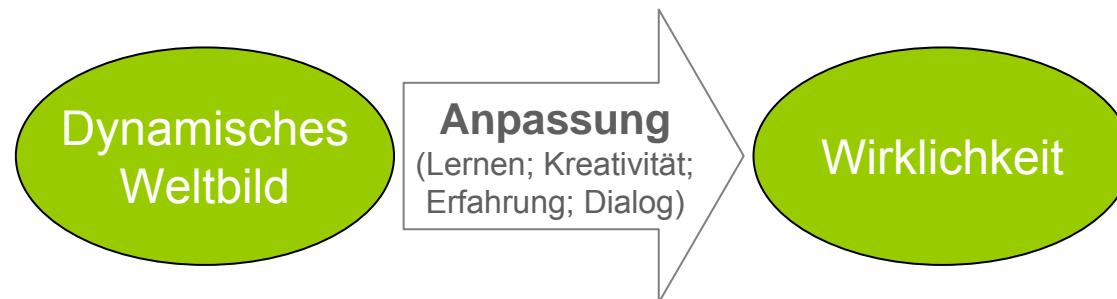 Dynamisches
Weltbild
Anpassung
(Lernen; Kreativität;
Erfahrung; Dialog)
Wirklichkeit